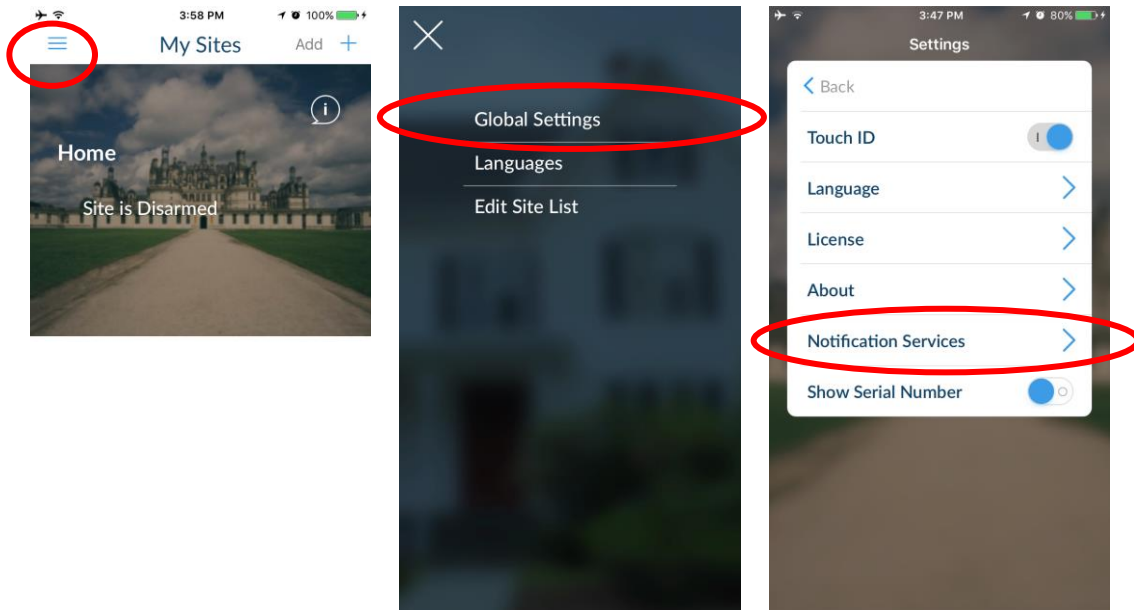 3:58 PM
100%
My Sites
Add +
i
Home
Site is Disarmed
Global Settings
Languages
Edit Site List
3:47 PM
80%
Settings
Back
Touch ID
Language
License
About
Notification Services
Show Serial Number